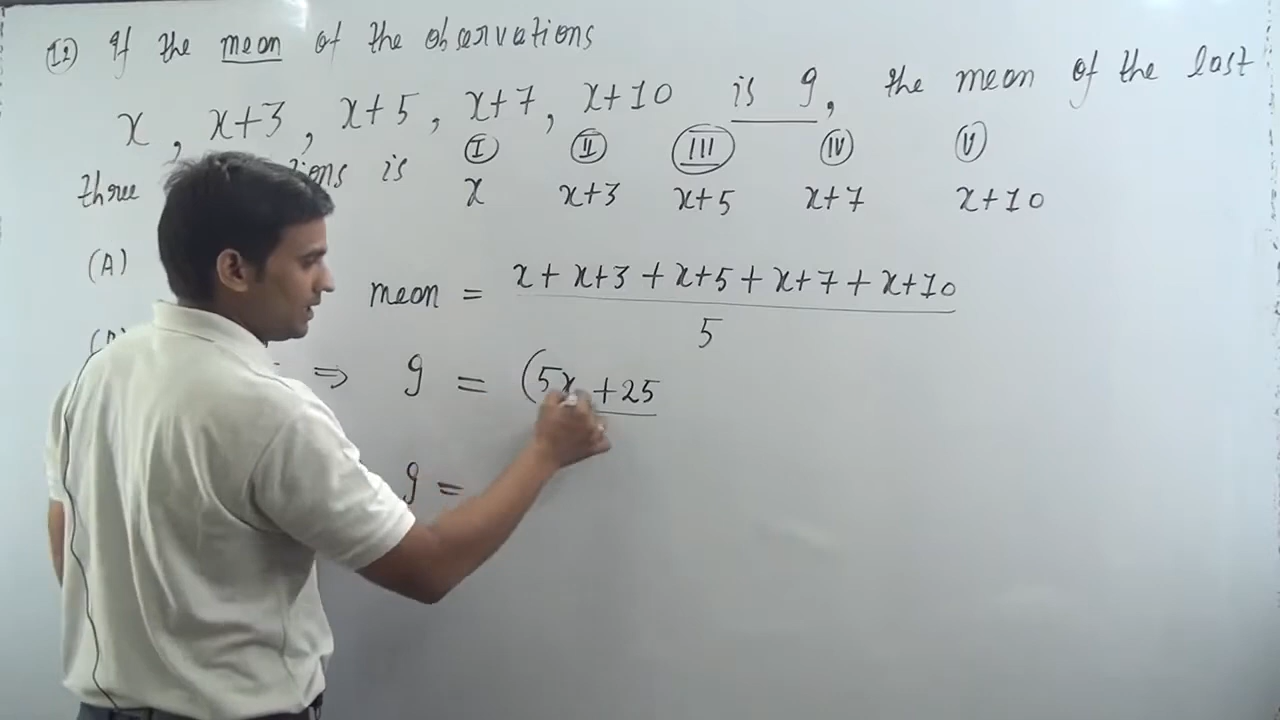 (12) If the mean of the observations
x, x+3, x+5, x+7, x+10 is 9, the mean of the last
three is
I II III IV V
x x+3 x+5 x+7 x+10
(A)
mean = x + x+3 + x+5 + x+7 + x+10
5
⇒ 9 = (5x +25
9 =